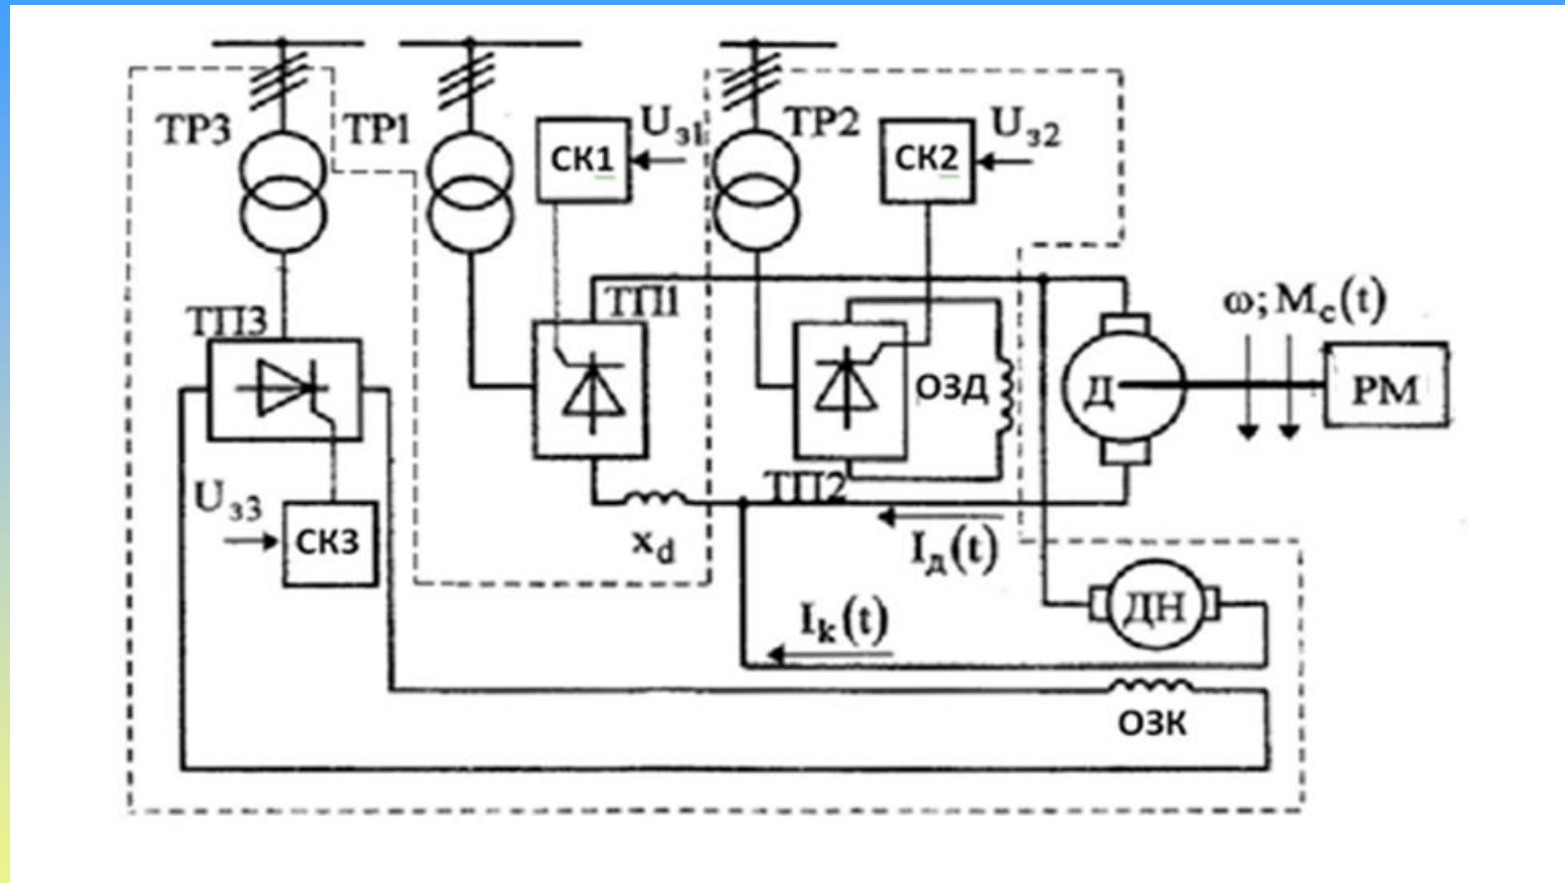 ТР3
ТР1
СК1
Uз1
ТР2
СК2
Uз2
ТП3
ТП1
ω; Mс(t)
ОЗД
Д
РМ
ТП2
Uз3
СК3
xd
Iд(t)
Ik(t)
ДН
ОЗК